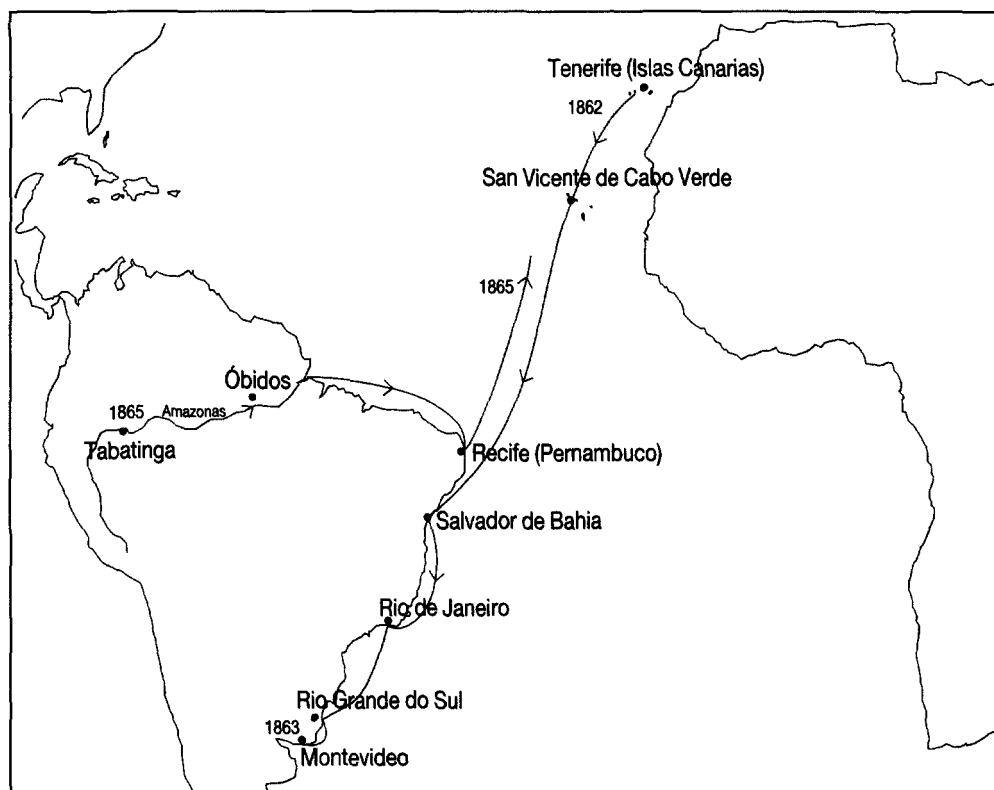 Tenerife (Islas Canarias)
1862
San Vicente de Cabo Verde
1865
Óbidos
1865
Amazonas
Tabatinga
Recife (Pernambuco)
Salvador de Bahia
Rio de Janeiro
Rio Grande do Sul
1863
Montevideo